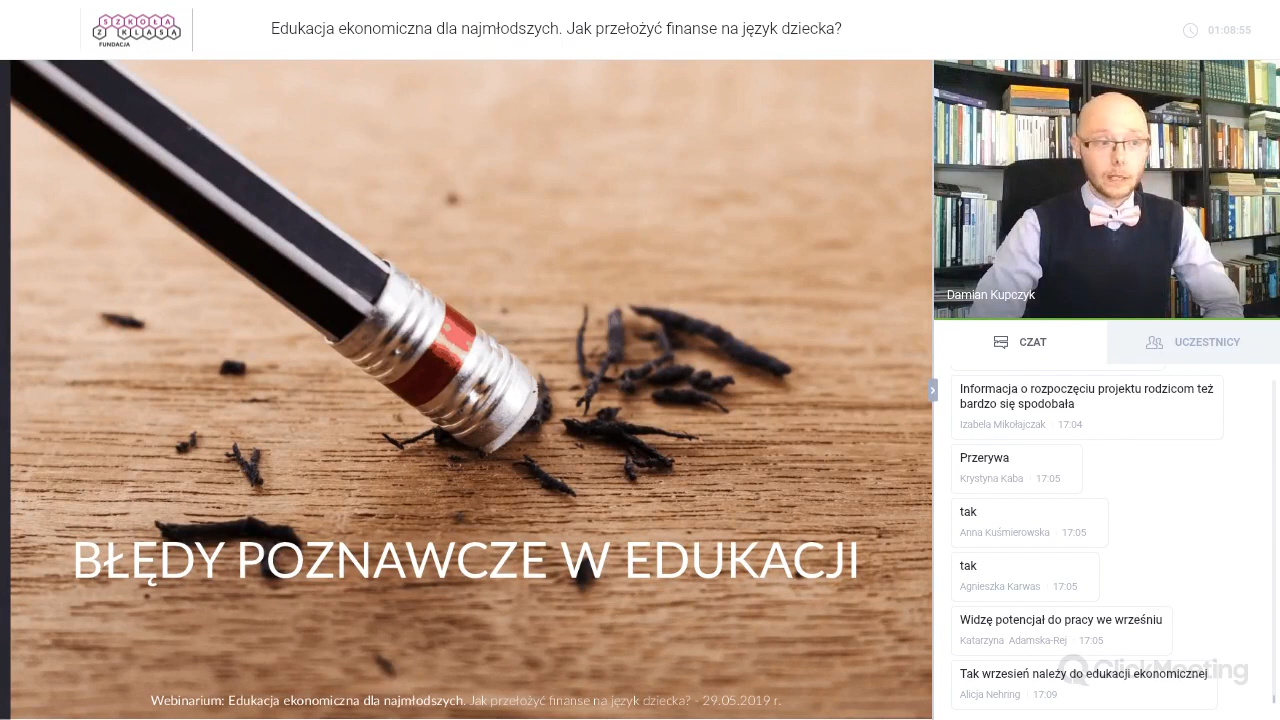 SZKOŁA
Z KLASĄ
FUNDACJA
Edukacja ekonomiczna dla najmłodszych. Jak przełożyć finanse na język dziecka?
01:08:55
Damian Kupczyk
CZAT
UCZESTNICY
Informacja o rozpoczęciu projektu rodzicom też
bardzo się spodobała
Izabela Mikołajczak · 17:04
Przerywa
Krystyna Kaba · 17:05
tak
Anna Kuśmierowska · 17:05
tak
Agnieszka Karwas · 17:05
Widzę potencjał do pracy we wrześniu
Katarzyna Adamska-Rej · 17:05
Tak wrzesień należy do edukacji ekonomicznej
Alicja Nehring · 17:09
ClickMeeting
BŁĘDY POZNAWCZE W EDUKACJI
Webinarium: Edukacja ekonomiczna dla najmłodszych. Jak przełożyć finanse na język dziecka? - 29.05.2019 r.